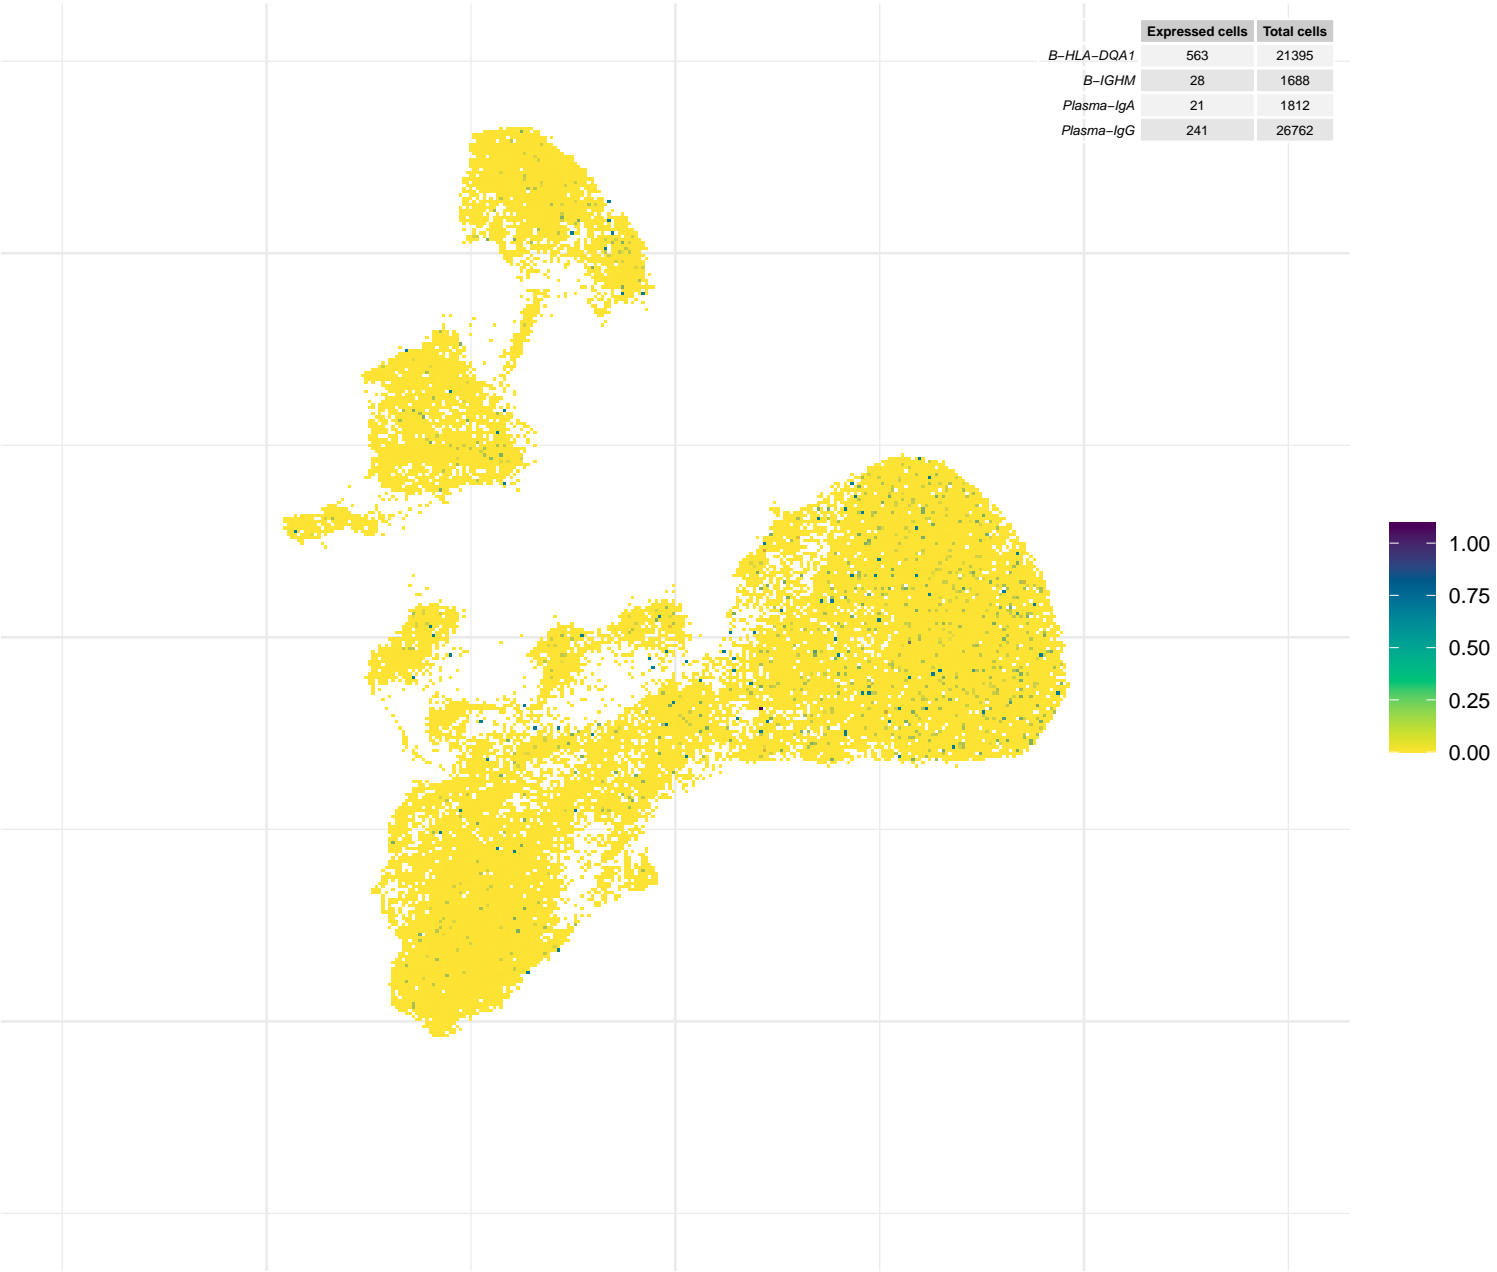 Expressed cells Total cells
B−HLA−DQA1 563 21395
B−IGHM 28 1688
Plasma−IgA 21 1812
Plasma−IgG 241 26762
1.00
0.75
0.50
0.25
0.00